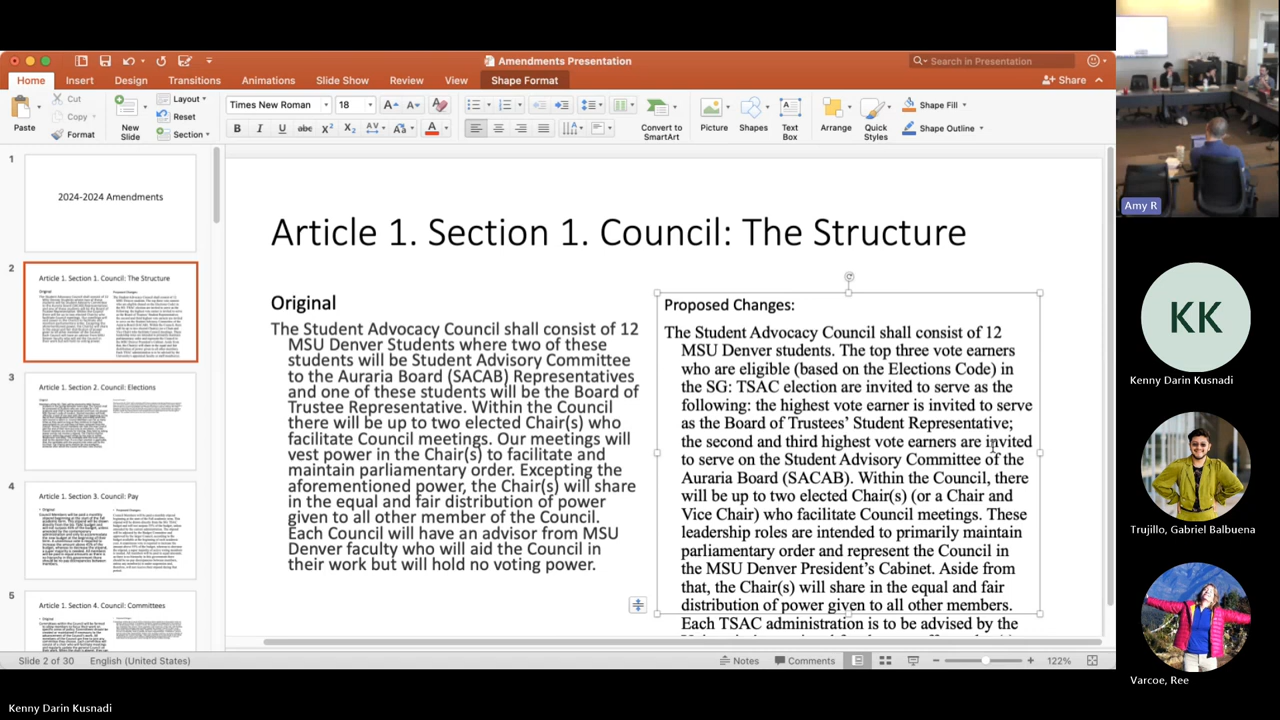 Amendments Presentation
Search in Presentation
Home Insert Design Transitions Animations Slide Show Review View Shape Format
Share
Paste
Cut
Copy
Format
New Slide
Layout
Reset
Section
Times New Roman
18
Convert to SmartArt
Picture
Shapes
Text Box
Arrange
Quick Styles
Shape Fill
Shape Outline
1
2024-2024 Amendments
2
Article 1. Section 1. Council: The Structure
3
Article 1. Section 2. Council: Elections
4
Article 1. Section 3. Council: Pay
5
Article 1. Section 4. Council: Committees
Article 1. Section 1. Council: The Structure
Original
The Student Advocacy Council shall consist of 12
MSU Denver Students where two of these
students will be Student Advisory Committee
to the Auraria Board (SACAB) Representatives
and one of these students will be the Board of
Trustee Representative. Within the Council
there will be up to two elected Chair(s) who
facilitate Council meetings. Our meetings will
vest power in the Chair(s) to facilitate and
maintain parliamentary order. Excepting the
aforementioned power, the Chair(s) will share
in the equal and fair distribution of power
given to all other member of the Council.
Each Council will have an advisor from MSU
Denver faculty who will aid the Council in
their work but will hold no voting power.
Proposed Changes:
The Student Advocacy Council shall consist of 12
MSU Denver students. The top three vote earners
who are eligible (based on the Elections Code) in
the SG: TSAC election are invited to serve as the
following: the highest vote earner is invited to serve
as the Board of Trustees' Student Representative;
the second and third highest vote earners are invited
to serve on the Student Advisory Committee of the
Auraria Board (SACAB). Within the Council, there
will be up to two elected Chair(s) (or a Chair and
Vice Chair) who facilitate Council meetings. These
leadership roles are intended to primarily maintain
parliamentary order and the Council in
the MSU Denver President's Cabinet. Aside from
that, the Chair(s) will share in the equal and fair
distribution of power given to all other members.
Each TSAC administration is to be advised by the
Slide 2 of 30
English (United States)
Notes
Comments
122%
Amy R
KK
Kenny Darin Kusnadi
Trujillo, Gabriel Balbuena
Varcoe, Ree
Kenny Darin Kusnadi